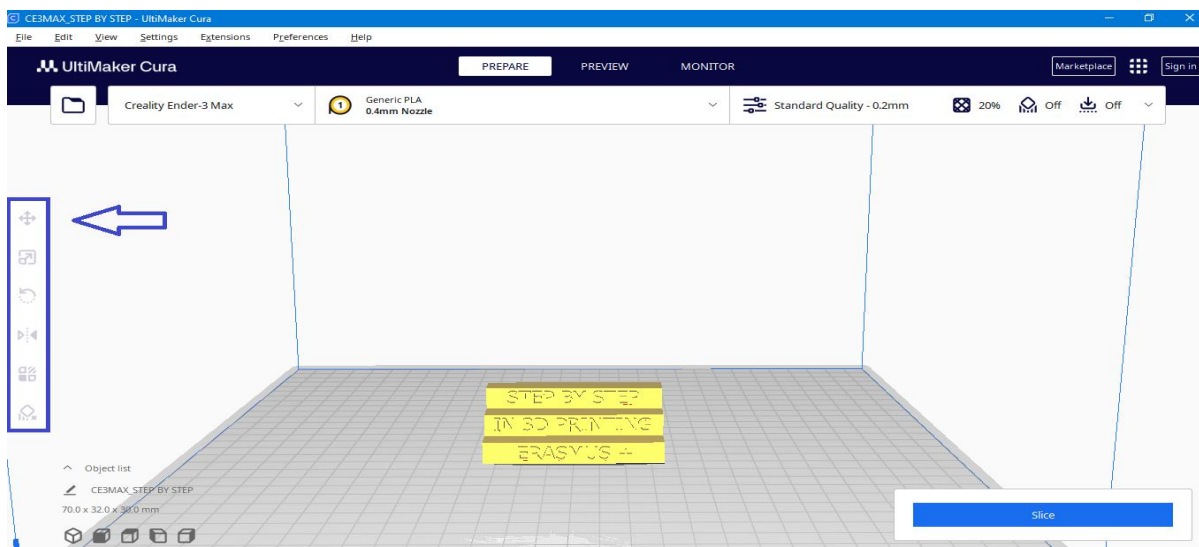 CE3MAX_STEP BY STEP - UltiMaker Cura
File Edit View Settings Extensions Preferences Help
UltiMaker Cura PREPARE PREVIEW MONITOR Marketplace Sign in
Creality Ender-3 Max 1 Generic PLA Standard Quality - 0.2mm 20% Off Off
0.4mm Nozzle
STEP BY STEP
IN 3D PRINTING
ERASMUS +
Object list
CE3MAX_STEP BY STEP
70.0 x 32.0 x 30.0 mm
Slice